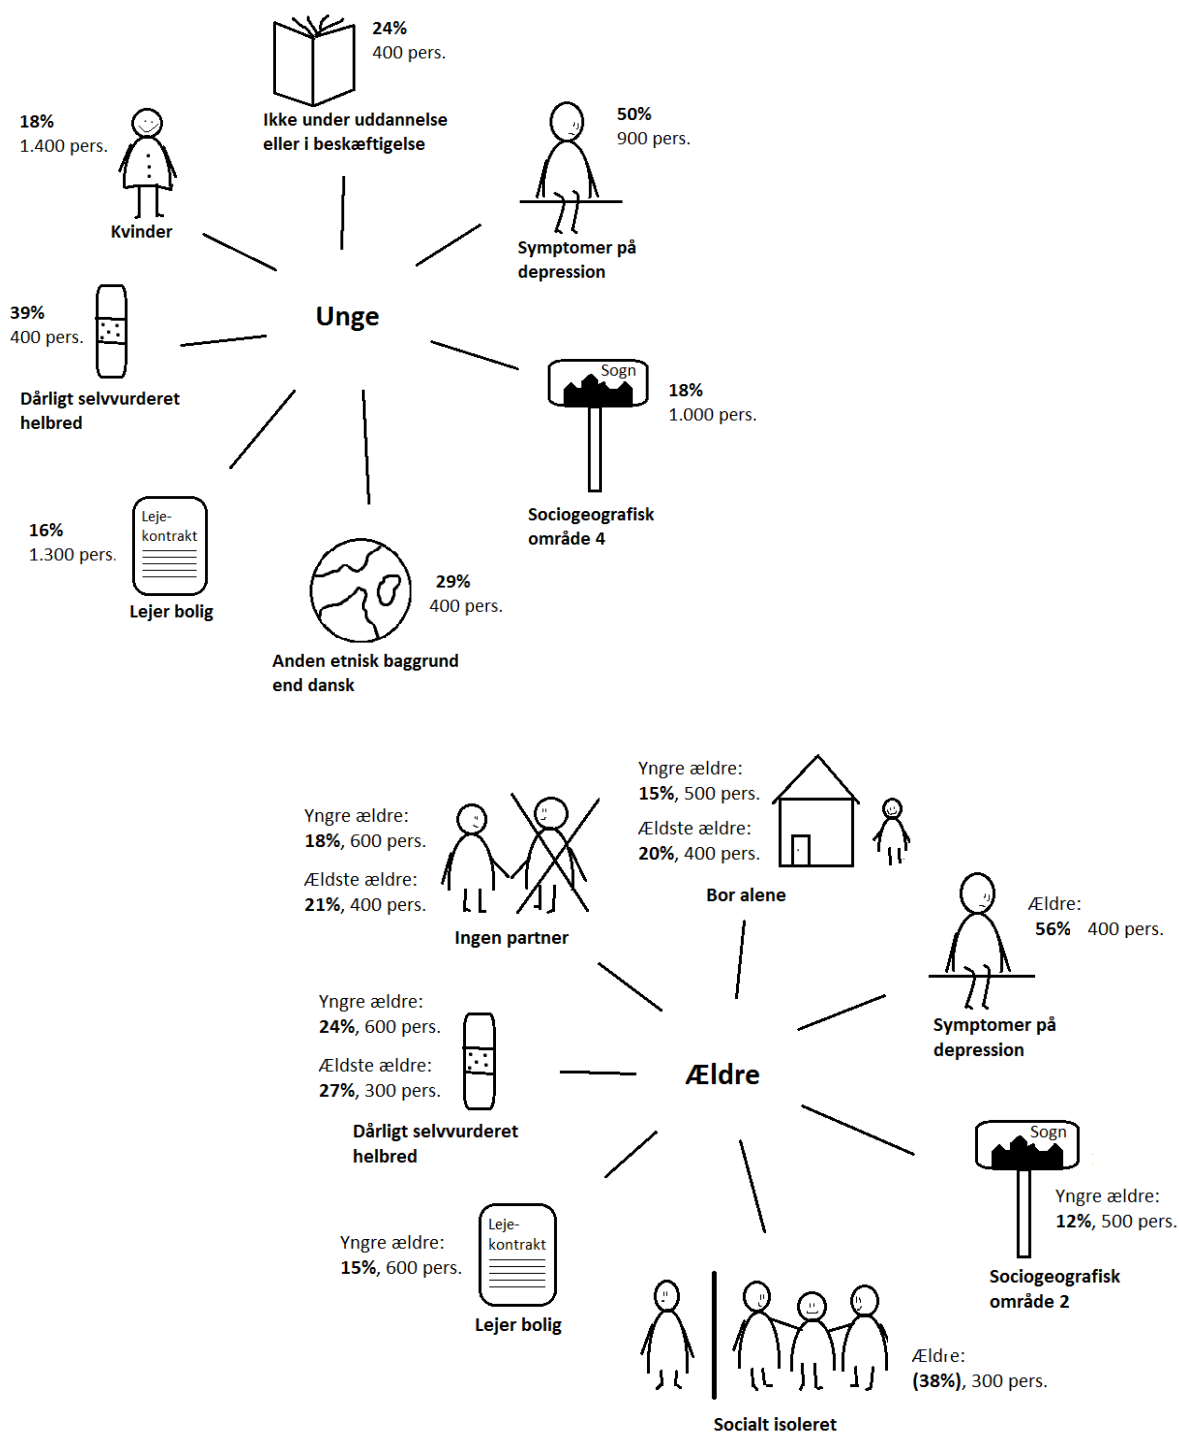 24%
400 pers.
Ikke under uddannelse
eller i beskæftigelse
18%
1.400 pers.
Kvinder
50%
900 pers.
Symptomer på
depression
39%
400 pers.
Dårligt selvvurderet
helbred
Unge
Sogn
18%
1.000 pers.
Sociogeografisk
område 4
16%
1.300 pers.
Leje-
kontrakt
Lejer bolig
29%
400 pers.
Anden etnisk baggrund
end dansk
Yngre ældre:
15%, 500 pers.
Ældste ældre:
20%, 400 pers.
Bor alene
Yngre ældre:
18%, 600 pers.
Ældste ældre:
21%, 400 pers.
Ingen partner
Ældre:
56% 400 pers.
Symptomer på
depression
Yngre ældre:
24%, 600 pers.
Ældste ældre:
27%, 300 pers.
Dårligt selvvurderet
helbred
Ældre
Sogn
Yngre ældre:
12%, 500 pers.
Sociogeografisk
område 2
Yngre ældre:
15%, 600 pers.
Leje-
kontrakt
Lejer bolig
Ældre:
(38%), 300 pers.
Socialt isoleret